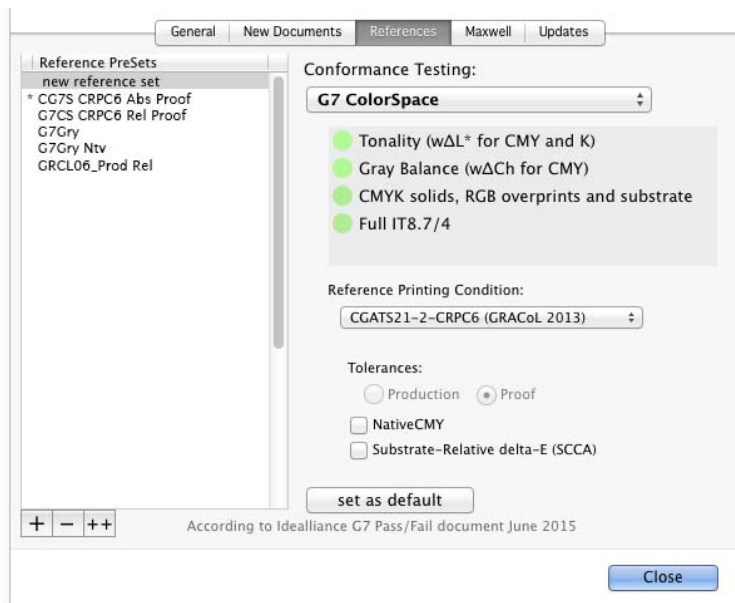 General New Documents References Maxwell Updates
Reference PreSets
new reference set
* CG7S CRPC6 Abs Proof
G7CS CRPC6 Rel Proof
G7Gry
G7Gry Ntv
GRCL06_Prod Rel
+ − ++
Conformance Testing:
G7 ColorSpace
Tonality (wΔL* for CMY and K)
Gray Balance (wΔCh for CMY)
CMYK solids, RGB overprints and substrate
Full IT8.7/4
Reference Printing Condition:
CGATS21-2-CRPC6 (GRACoL 2013)
Tolerances:
Production Proof
NativeCMY
Substrate-Relative delta-E (SCCA)
set as default
According to Idealliance G7 Pass/Fail document June 2015
Close